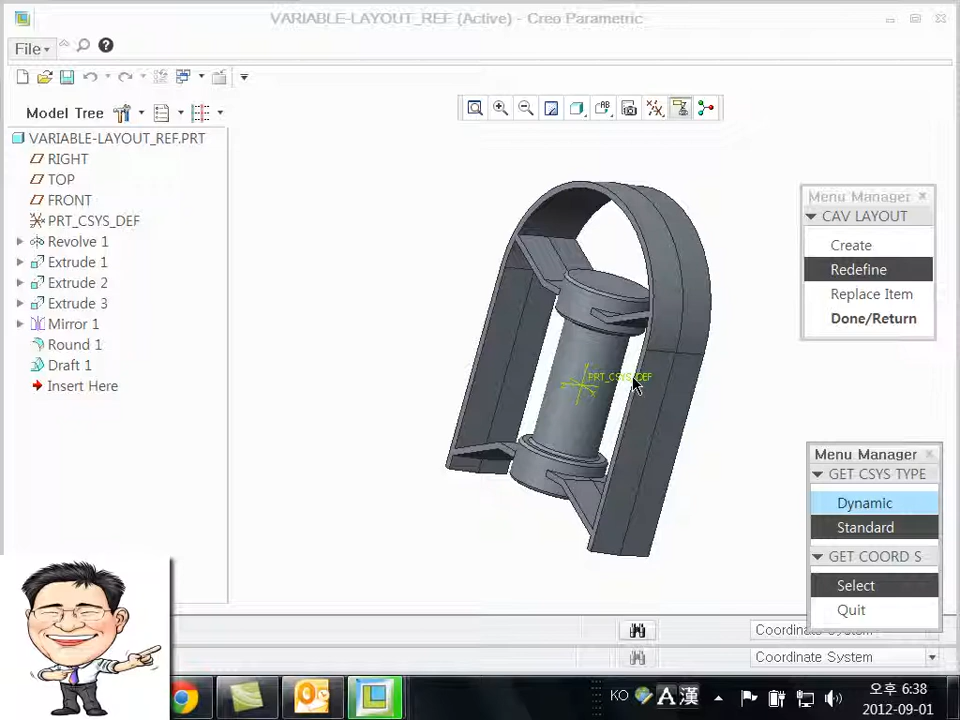 VARIABLE-LAYOUT_REF (Active) - Creo Parametric
File
Model Tree
VARIABLE-LAYOUT_REF.PRT
RIGHT
TOP
FRONT
PRT_CSYS_DEF
Revolve 1
Extrude 1
Extrude 2
Extrude 3
Mirror 1
Round 1
Draft 1
Insert Here
PRT_CSYS_DEF
Menu Manager
CAV LAYOUT
Create
Redefine
Replace Item
Done/Return
Menu Manager
GET CSYS TYPE
Dynamic
Standard
GET COORD S
Select
Quit
Coordinate System
Coordinate System
KO A 漢
오후 6:38
2012-09-01